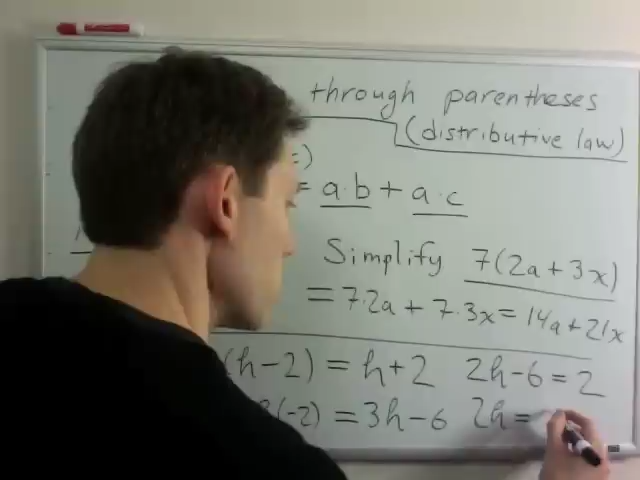 through parentheses
(distributive law)
= a·b + a·c
Simplify 7(2a + 3x)
= 7·2a + 7·3x = 14a + 21x
(h-2) = h+2 2h-6 = 2
(-2) = 3h-6 2h =